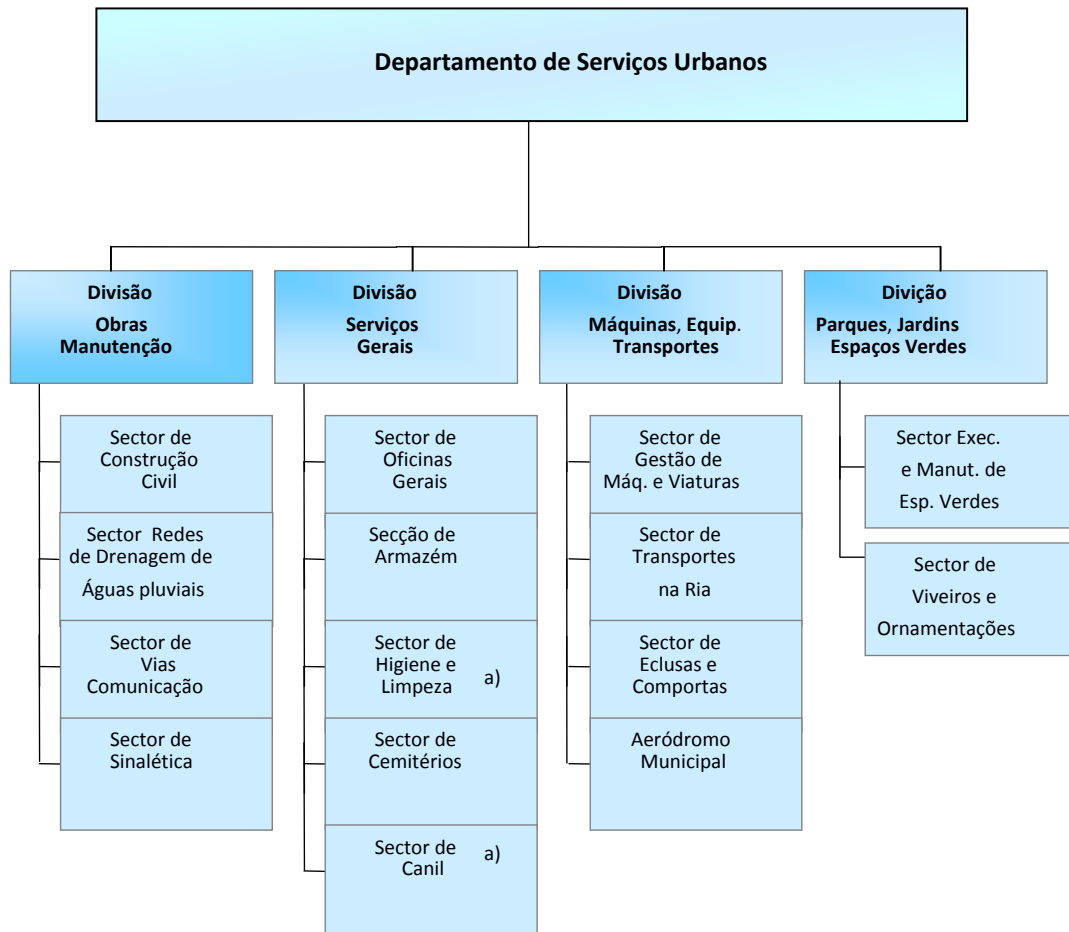 Departamento de Serviços Urbanos
Divisão
Obras
Manutenção
Sector de
Construção
Civil
Sector Redes
de Drenagem de
Águas pluviais
Sector de
Vias
Comunicação
Sector de
Sinalética
Divisão
Serviços
Gerais
Sector de
Oficinas
Gerais
Secção de
Armazém
Sector de
Higiene e
Limpeza a)
Sector de
Cemitérios
Sector de a)
Canil
Divisão
Máquinas, Equip.
Transportes
Sector de
Gestão de
Máq. e Viaturas
Sector de
Transportes
na Ria
Sector de
Eclusas e
Comportas
Aeródromo
Municipal
Divição
Parques, Jardins
Espaços Verdes
Sector Exec.
e Manut. de
Esp. Verdes
Sector de
Viveiros e
Ornamentações